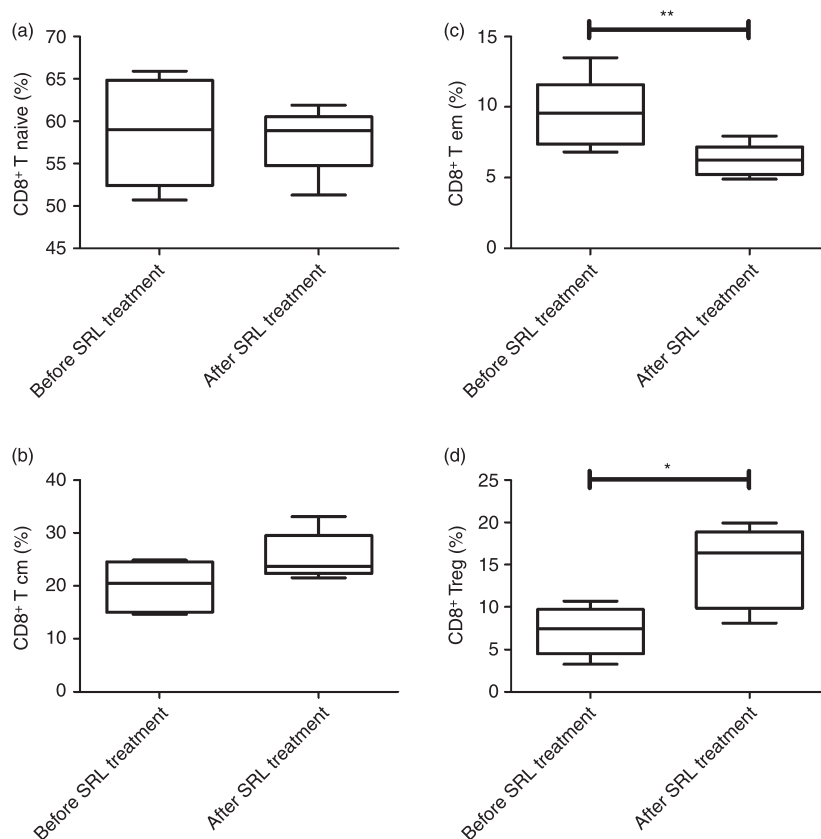 (a)
70
65
60
55
50
45
CD8⁺ T naive (%)
Before SRL treatment
After SRL treatment
(c)
**
15
10
5
0
CD8⁺ T em (%)
Before SRL treatment
After SRL treatment
(b)
40
30
20
10
0
CD8⁺ T cm (%)
Before SRL treatment
After SRL treatment
(d)
*
25
20
15
10
5
0
CD8⁺ Treg (%)
Before SRL treatment
After SRL treatment